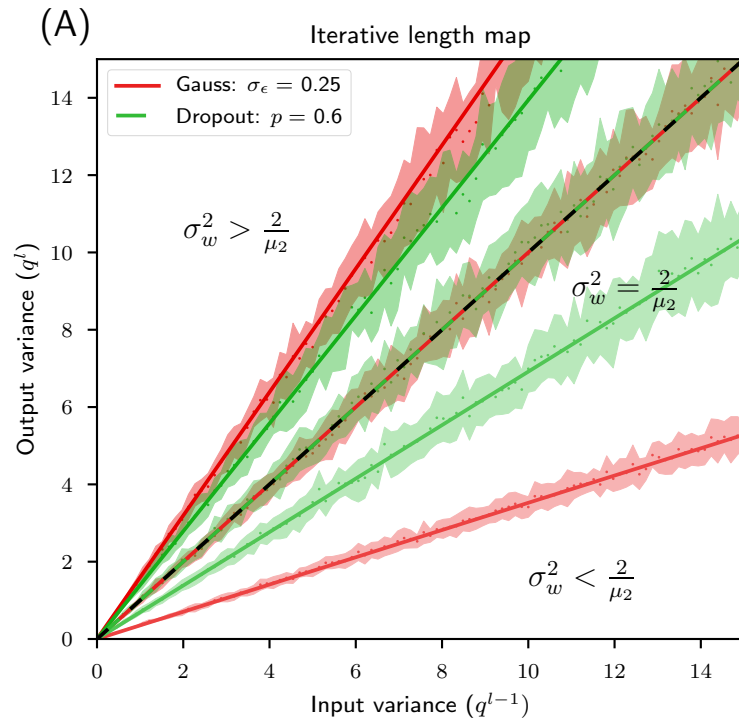 (A)
Iterative length map
Gauss: σ_ϵ = 0.25
Dropout: p = 0.6
σ_w^2 > 2/μ_2
σ_w^2 = 2/μ_2
σ_w^2 < 2/μ_2
Output variance (q^l)
14
12
10
8
6
4
2
0
0 2 4 6 8 10 12 14
Input variance (q^{l−1})